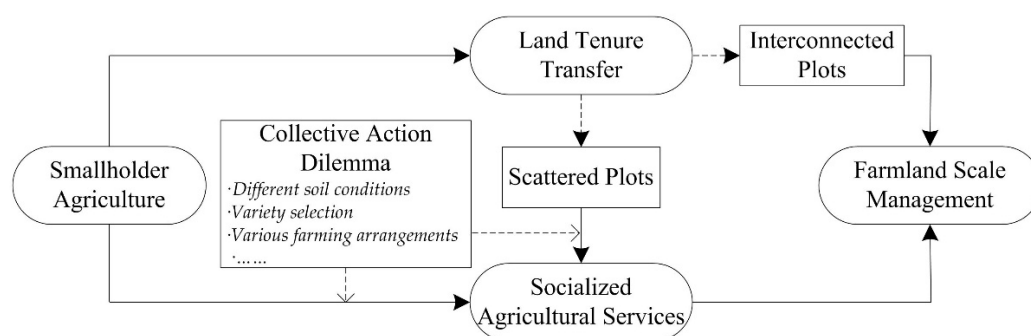 Land Tenure
Transfer
Interconnected
Plots
Collective Action
Dilemma
·Different soil conditions
·Variety selection
·Various farming arrangements
·... ...
Smallholder
Agriculture
Scattered Plots
Farmland Scale
Management
Socialized
Agricultural Services